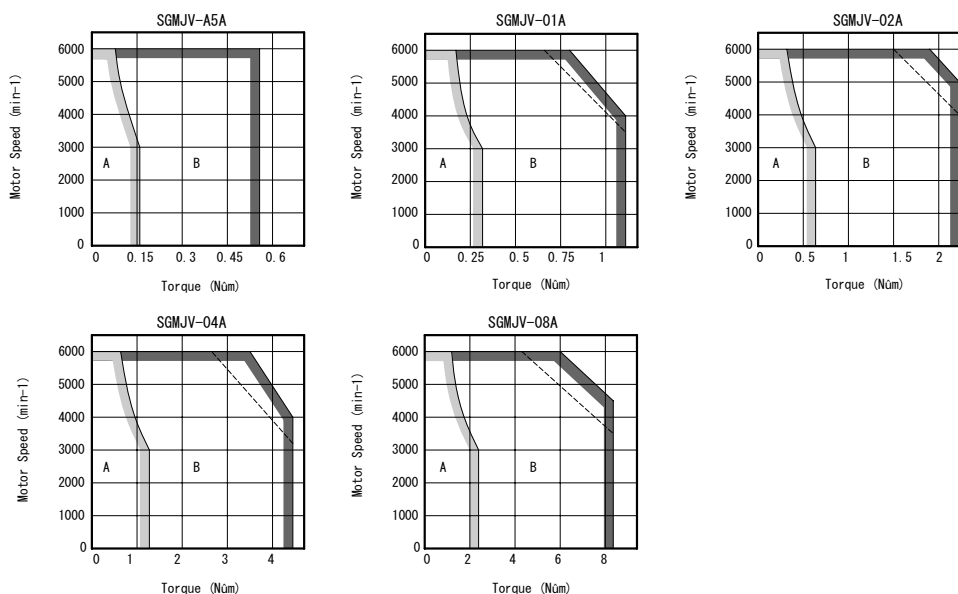 SGMJV-A5A
6000
5000
4000
3000
2000
1000
0
Motor Speed (min-1)
A
B
0 0.15 0.3 0.45 0.6
Torque (Nûm)
SGMJV-01A
6000
5000
4000
3000
2000
1000
0
Motor Speed (min-1)
A
B
0 0.25 0.5 0.75 1
Torque (Nûm)
SGMJV-02A
6000
5000
4000
3000
2000
1000
0
Motor Speed (min-1)
A
B
0 0.5 1 1.5 2
Torque (Nûm)
SGMJV-04A
6000
5000
4000
3000
2000
1000
0
Motor Speed (min-1)
A
B
0 1 2 3 4
Torque (Nûm)
SGMJV-08A
6000
5000
4000
3000
2000
1000
0
Motor Speed (min-1)
A
B
0 2 4 6 8
Torque (Nûm)